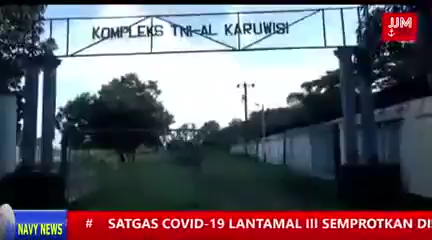 JJM
KOMPLEKS TNI-AL KARUWISI
NAVY NEWS
# SATGAS COVID-19 LANTAMAL III SEMPROTKAN DI